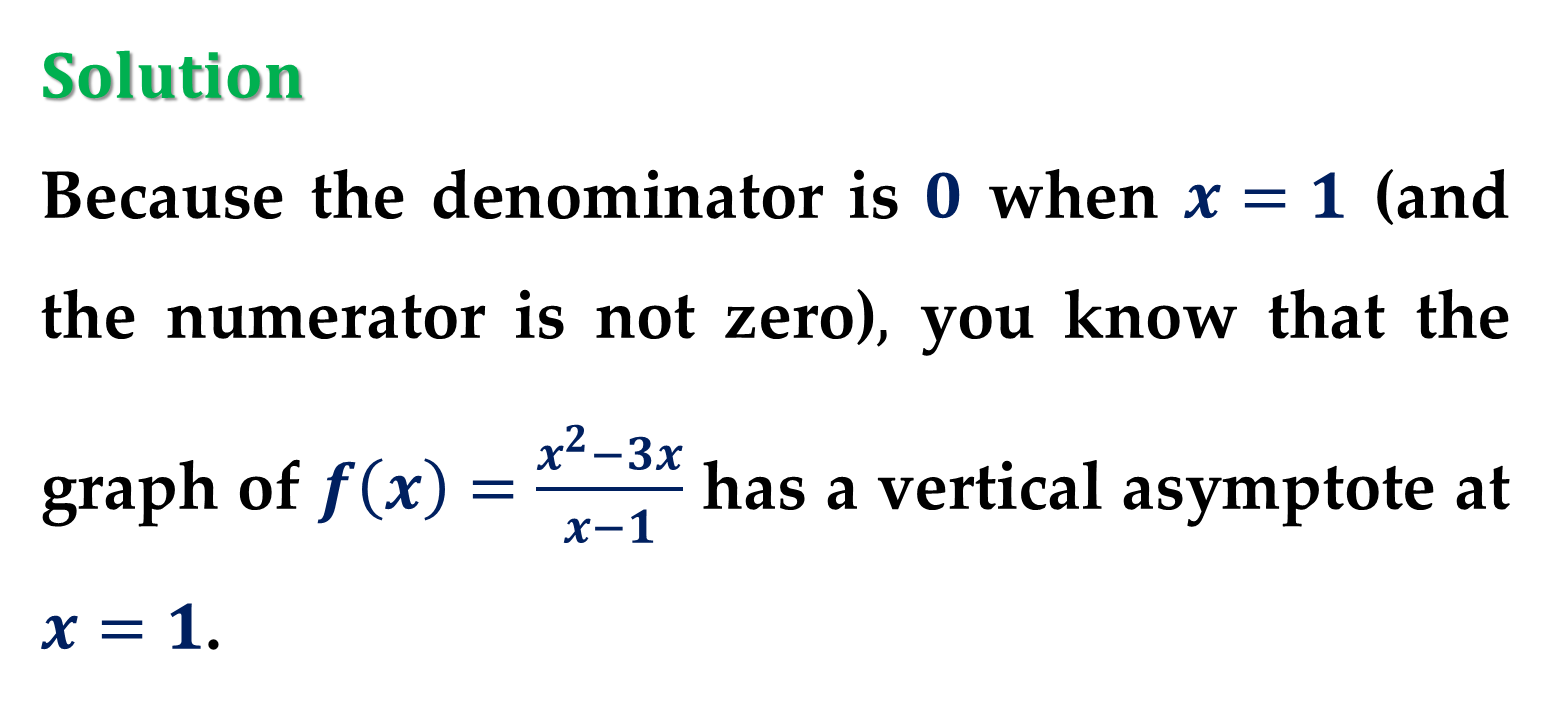 Solution
Because the denominator is 0 when x = 1 (and
the numerator is not zero), you know that the
graph of f(x) = \frac{x^2-3x}{x-1} has a vertical asymptote at
x = 1.